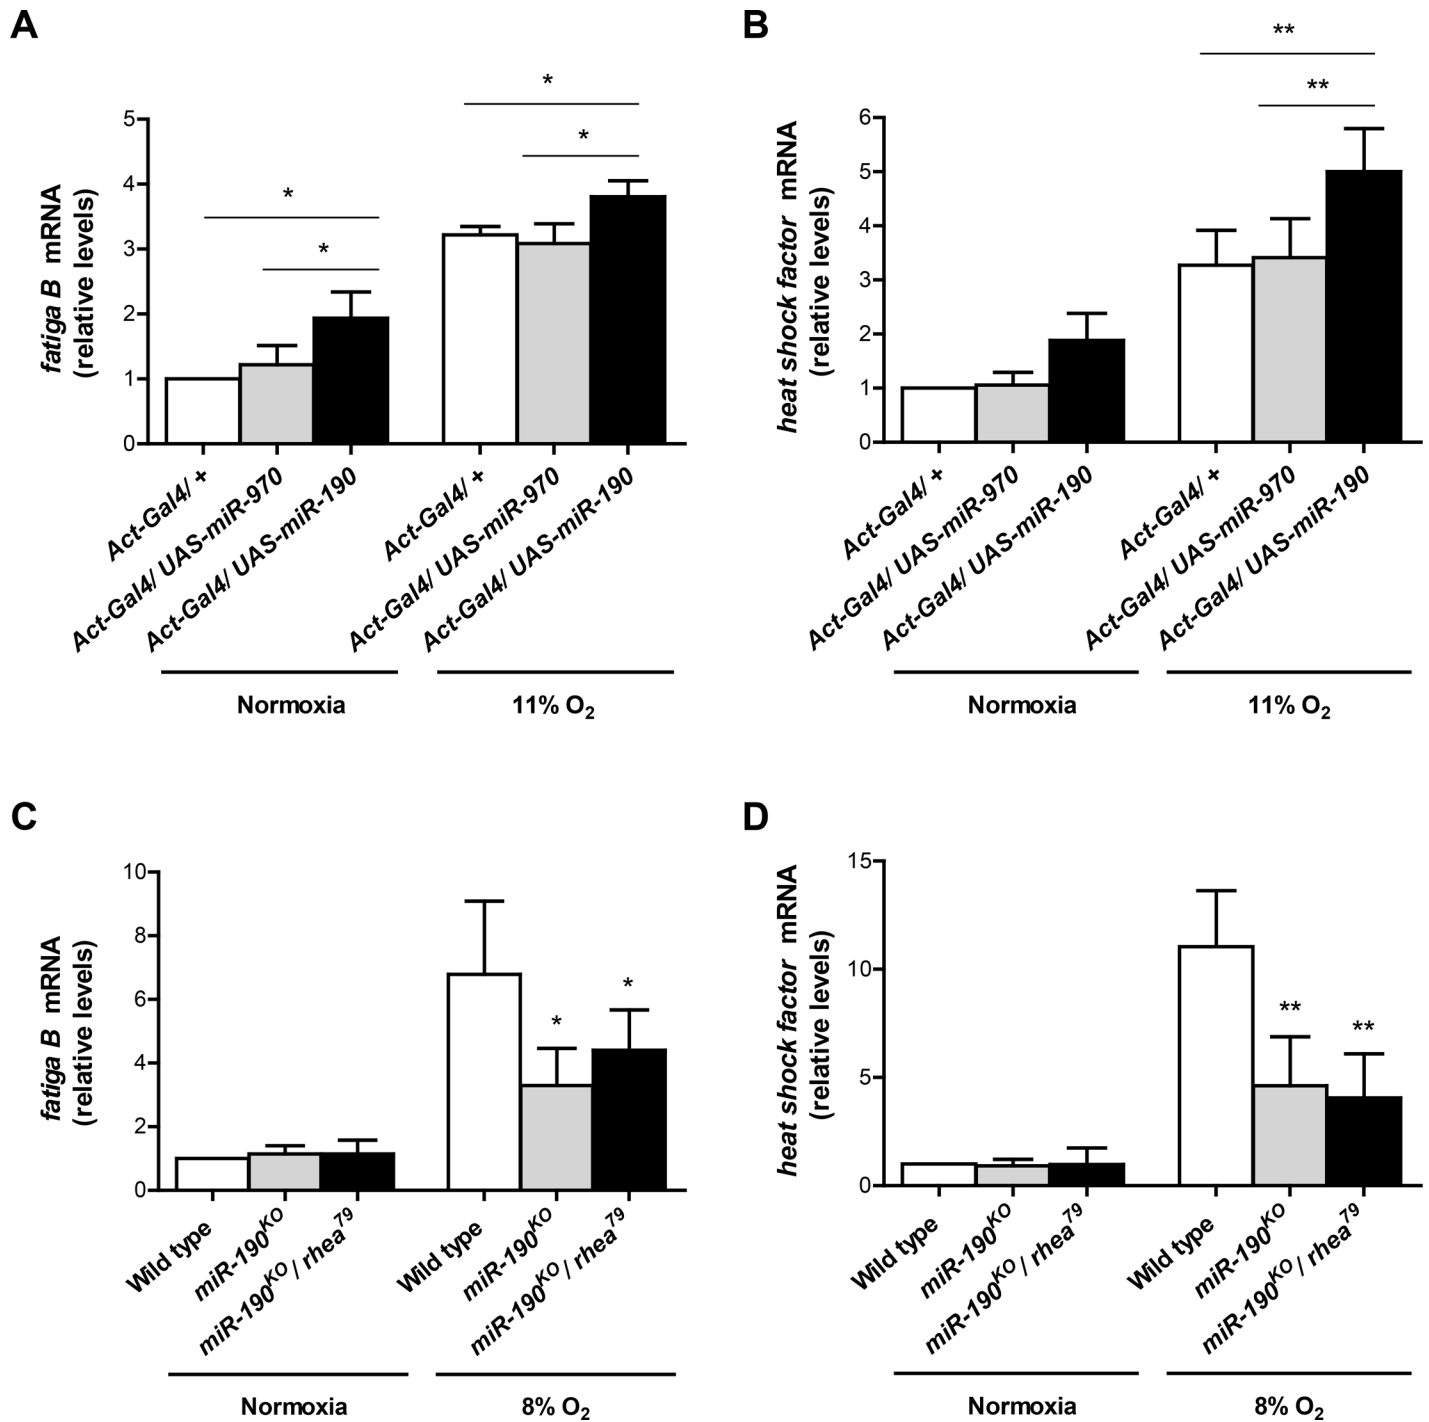 A
fatiga B mRNA
(relative levels)
5
4
3
2
1
0
*
*
*
*
Act-Gal4/ +
Act-Gal4/ UAS-miR-970
Act-Gal4/ UAS-miR-190
Act-Gal4/ +
Act-Gal4/ UAS-miR-970
Act-Gal4/ UAS-miR-190
Normoxia
11% O₂
B
heat shock factor mRNA
(relative levels)
6
5
4
3
2
1
0
**
**
Act-Gal4/ +
Act-Gal4/ UAS-miR-970
Act-Gal4/ UAS-miR-190
Act-Gal4/ +
Act-Gal4/ UAS-miR-970
Act-Gal4/ UAS-miR-190
Normoxia
11% O₂
C
fatiga B mRNA
(relative levels)
10
8
6
4
2
0
*
*
Wild type
miR-190ᴷᴼ
miR-190ᴷᴼ/ rhea⁷⁹
Wild type
miR-190ᴷᴼ
miR-190ᴷᴼ/ rhea⁷⁹
Normoxia
8% O₂
D
heat shock factor mRNA
(relative levels)
15
10
5
0
**
**
Wild type
miR-190ᴷᴼ
miR-190ᴷᴼ/ rhea⁷⁹
Wild type
miR-190ᴷᴼ
miR-190ᴷᴼ/ rhea⁷⁹
Normoxia
8% O₂